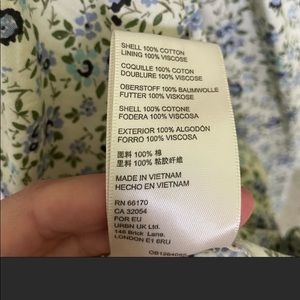 SHELL 100% COTTON
LINING 100% VISCOSE
COQUILLE 100% COTON
DOUBLURE 100% VISCOSE
OBERSTOFF 100% BAUMWOLLE
FUTTER 100% VISKOSE
SHELL 100% COTONE
FODERA 100% VISCOSA
EXTERIOR 100% ALGODÓN
FORRO 100% VISCOSA
面料 100% 棉
里料 100% 粘胶纤维
MADE IN VIETNAM
HECHO EN VIETNAM
RN 66170
CA 32054
FOR EU
URBN UK Ltd.
146 Brick Lane,
LONDON E1 6RU